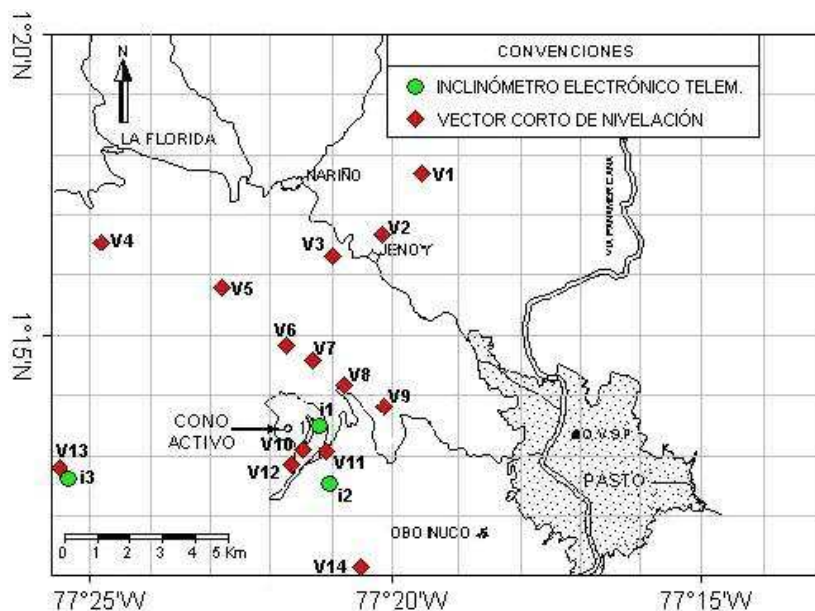 1°20'N
CONVENCIONES
INCLINÓMETRO ELECTRÓNICO TELEM.
VECTOR CORTO DE NIVELACIÓN
N
LA FLORIDA
NARIÑO
V1
VIA PANAMERICANA
V2
V3
JENOY
V4
V5
1°15'N
V6
V7
V8
V9
i1
CONO
ACTIVO
V10
V11
V12
V13
i3
i2
O.V.S.P.
PASTO
0 1 2 3 4 5 Km
OBONUCO
V14
77°25'W
77°20'W
77°15'W